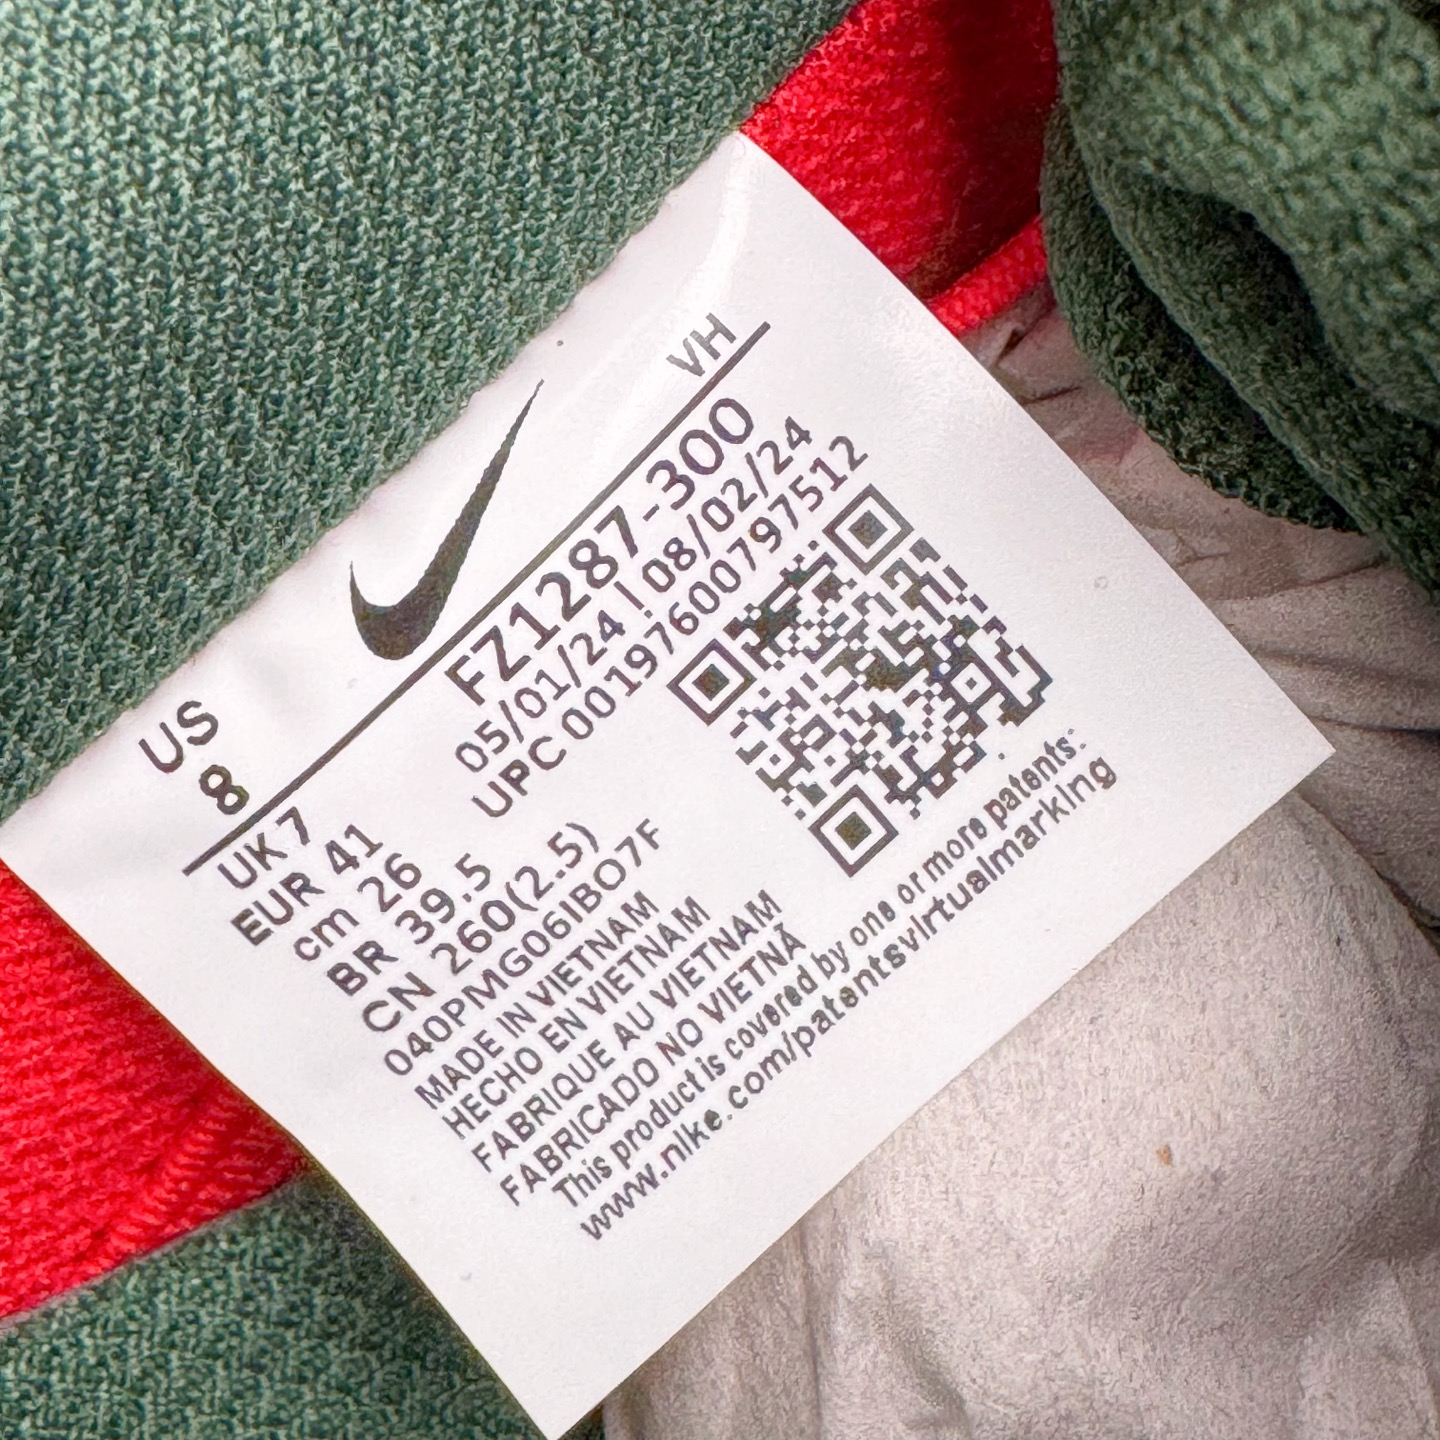 VH
US
8
FZ1287-300
05/01/24 | 08/02/24
UPC 00197600797512
UK 7
EUR 41
cm 26
BR 39.5
CN 260(2.5)
040PMG06IBO7F
MADE IN VIETNAM
HECHO EN VIETNAM
FABRIQUE AU VIETNAM
FABRICADO NO VIETNÃ
This product is covered by one or more patents:
www.nike.com/patentsvirtualmarking